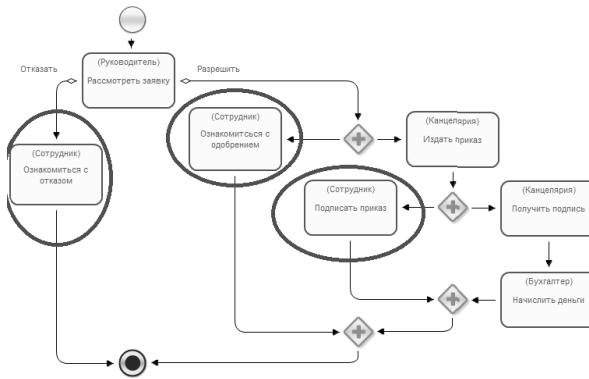 (Руководитель)
Отказать
Разрешить
Рассмотреть заявку
(Сотрудник)
Ознакомиться с
одобрением
(Канцелярия)
Издать приказ
(Сотрудник)
Ознакомиться с
отказом
(Сотрудник)
Подписать приказ
(Канцелярия)
Получить подпись
(Бухгалтер)
Начислить деньги